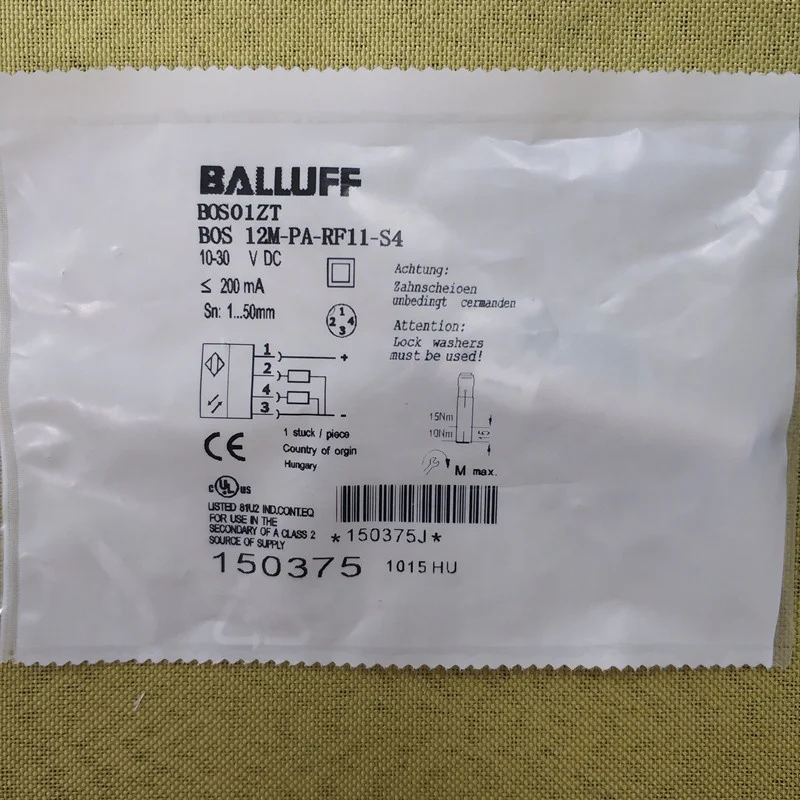 BALLUFF
BOS01ZT
BOS 12M-PA-RF11-S4
10-30 V DC
≤ 200 mA
Sn: 1...50mm
Achtung:
Zahnscheioen
unbedingt cermanden
Attention:
Lock washers
must be used!
1
2 4
3
1 +
2
4
3 -
15Nm
10Nm
15
M max.
CE
1 stuck / piece
Country of orgin
Hungary
c UL us
LISTED 81U2 IND.CONT.EQ
FOR USE IN THE
SECONDARY OF A CLASS 2
SOURCE OF SUPPLY
*150375J*
150375 1015 HU